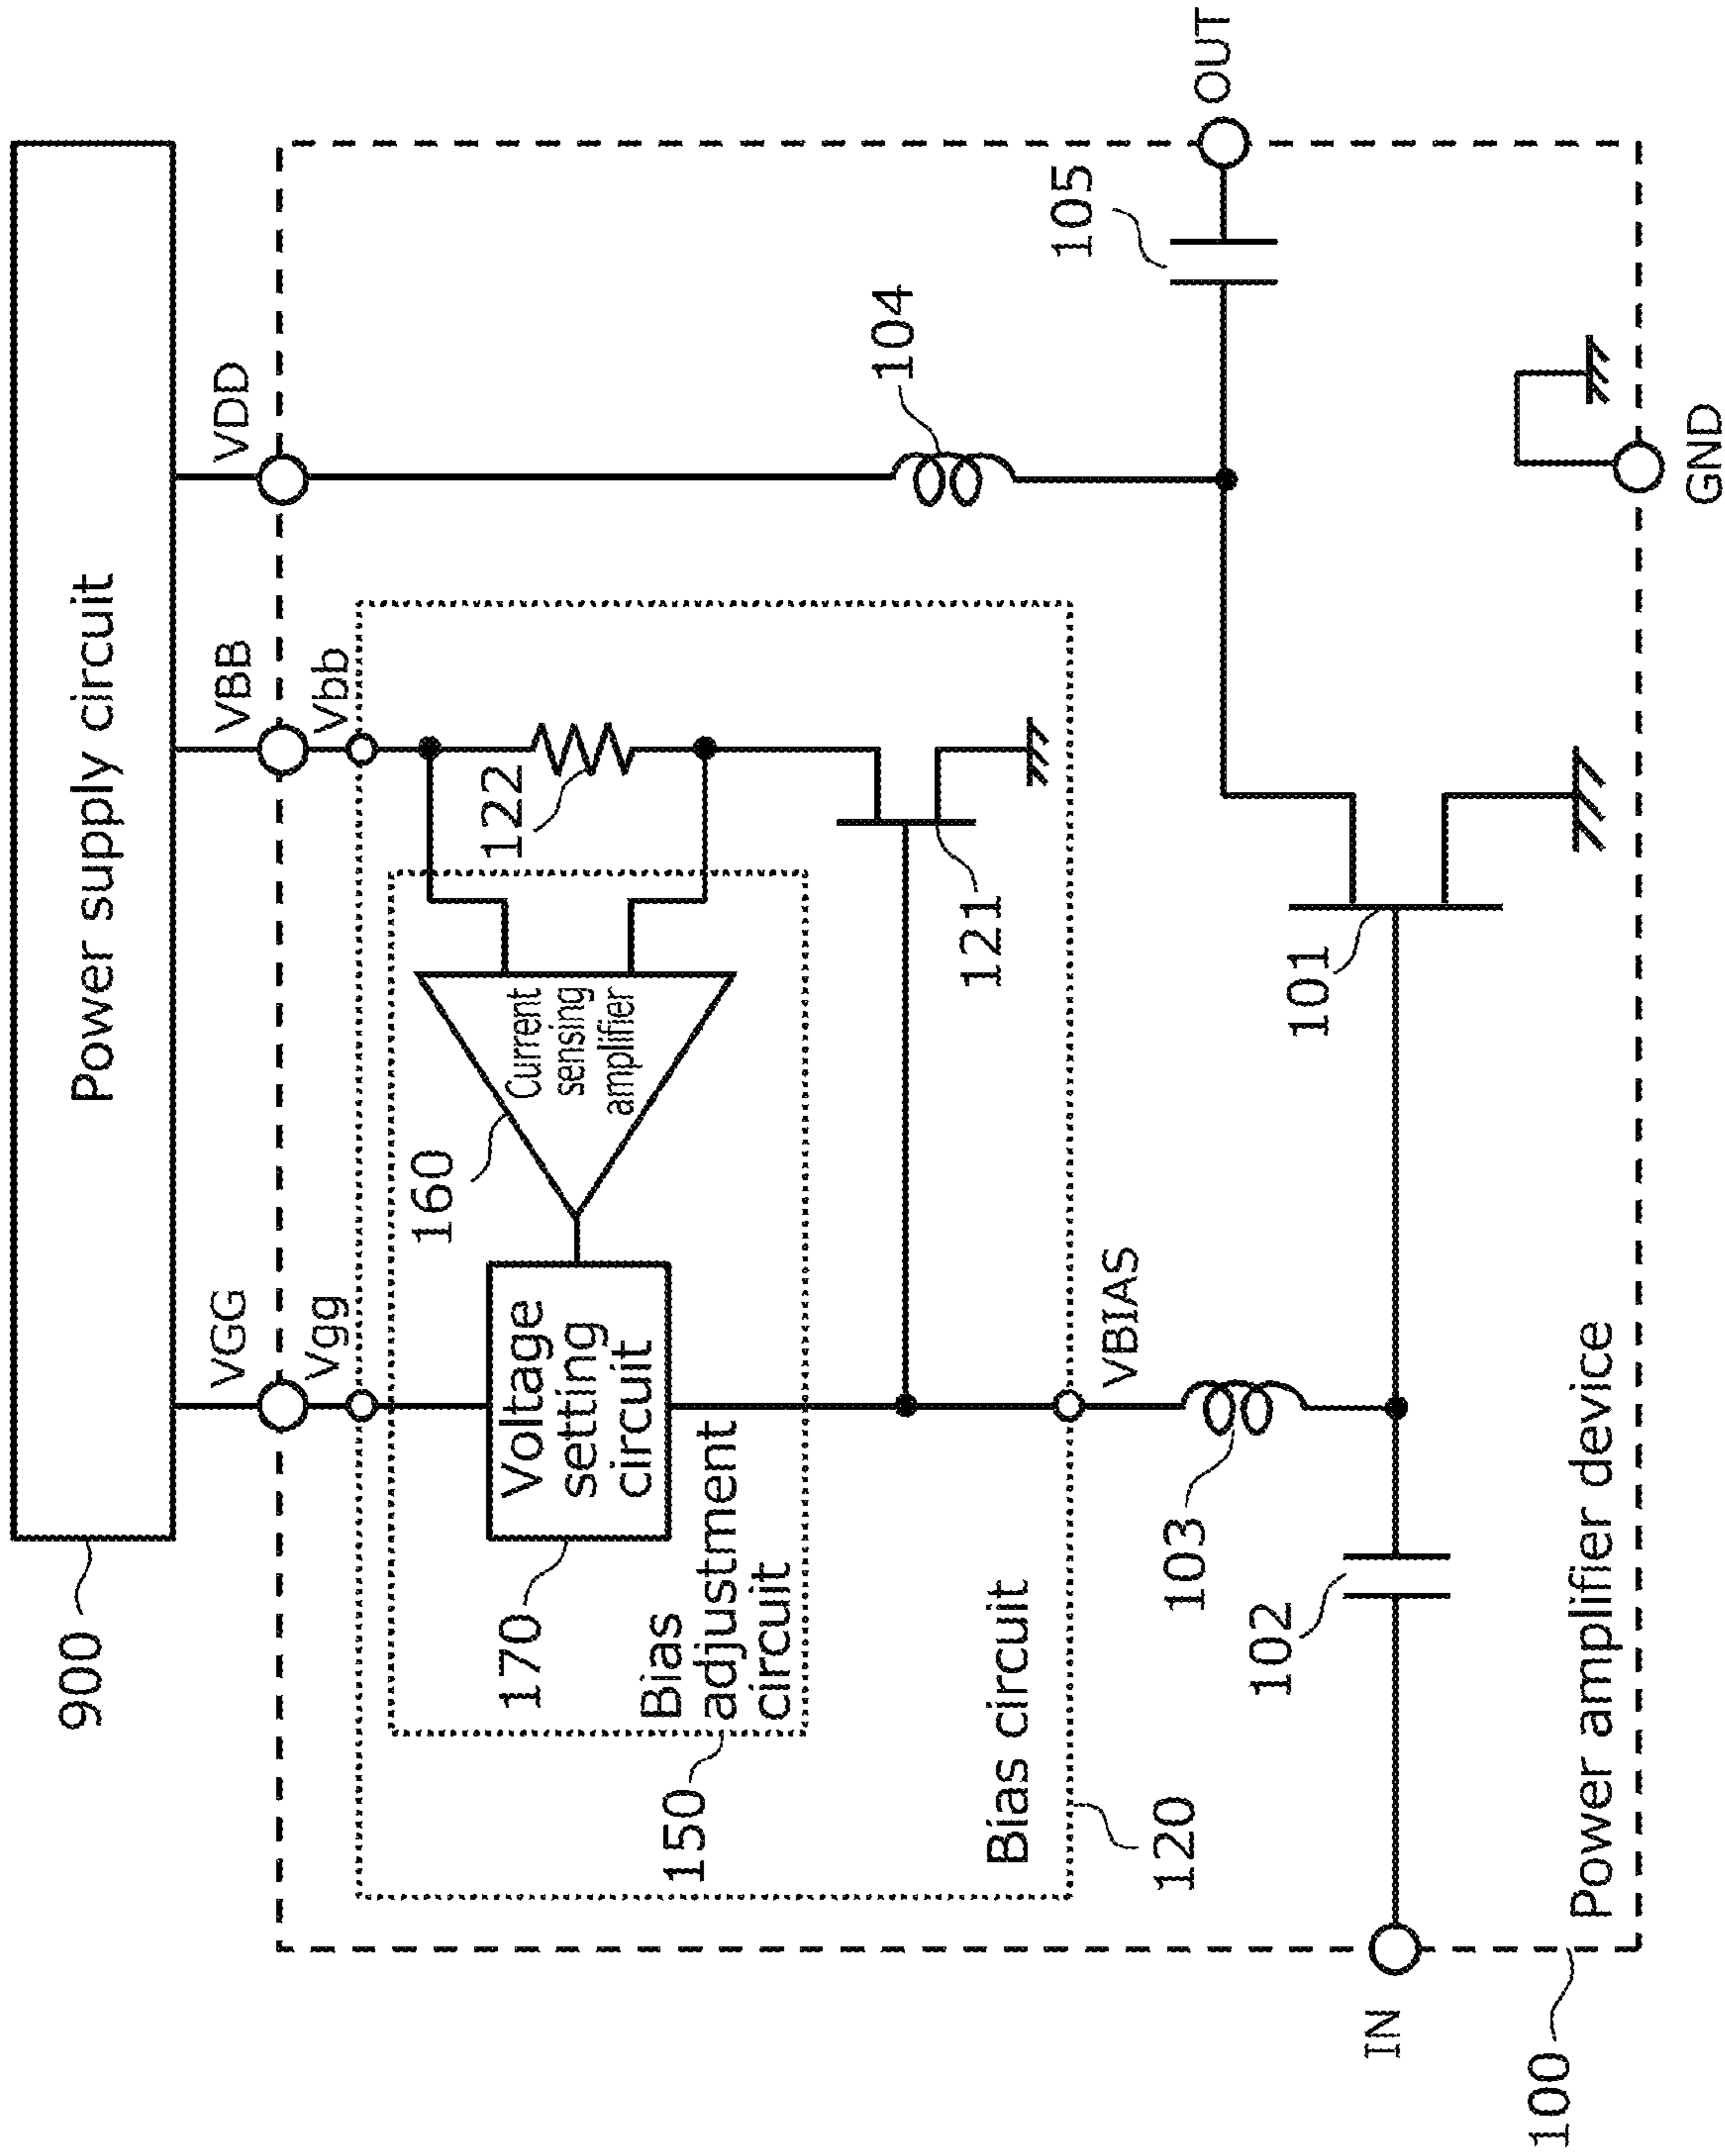 900
Power supply circuit
VGG
VBB
VDD
Vgg
Vbb
170
Voltage
setting
circuit
160
Current
sensing
amplifier
122
104
105
OUT
150
Bias
adjustment
circuit
121
Bias circuit
120
VBIAS
103
102
101
IN
100
Power amplifier device
GND